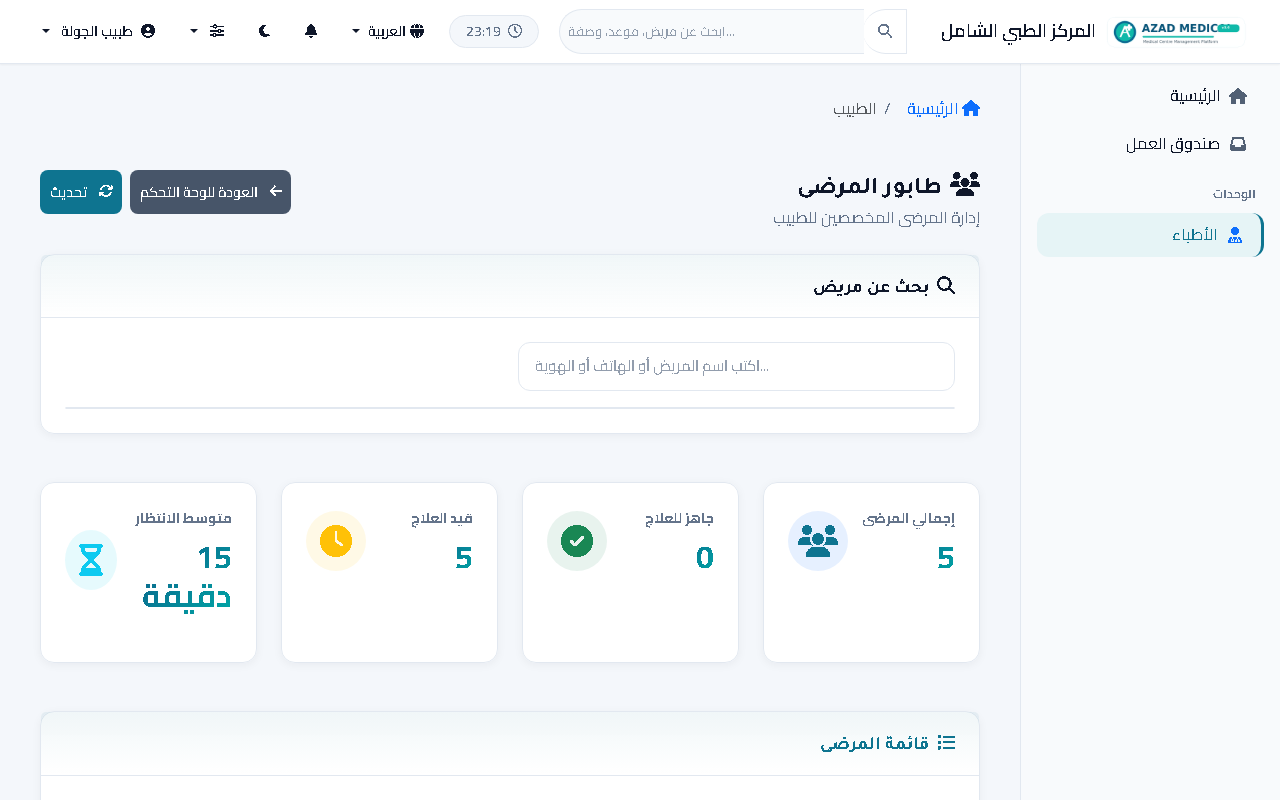 AZAD MEDIC
Medical Centre Management Platform
المركز الطبي الشامل
ابحث عن مريض، موعد، وصفة...
23:19
العربية
طبيب الجولة
الرئيسية
صندوق العمل
الوحدات
الأطباء
الرئيسية / الطبيب
طابور المرضى
إدارة المرضى المخصصين للطبيب
العودة للوحة التحكم
تحديث
بحث عن مريض
اكتب اسم المريض أو الهاتف أو الهوية...
إجمالي المرضى
5
جاهز للعلاج
0
قيد العلاج
5
متوسط الانتظار
15
دقيقة
قائمة المرضى